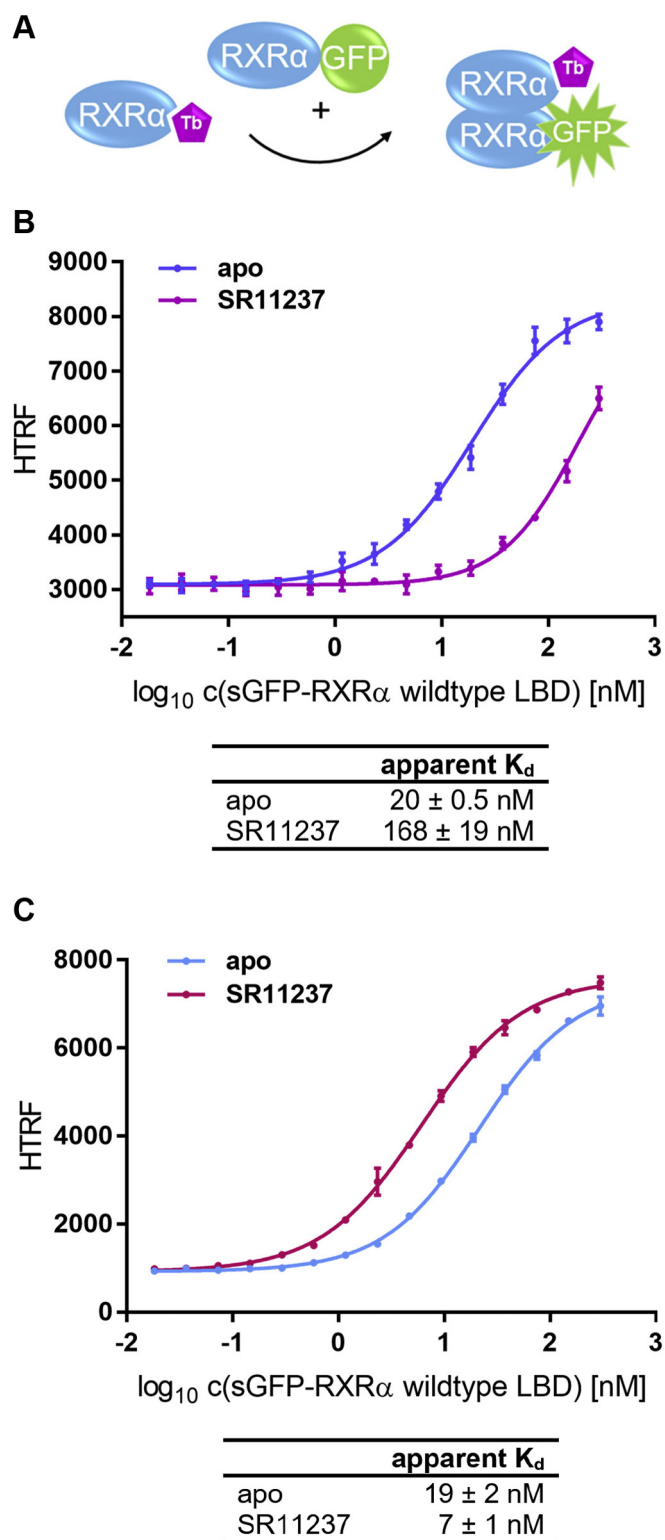 A
RXRα GFP
RXRα Tb
+
RXRα Tb
RXRα GFP
B
apo
SR11237
9000
8000
7000
6000
5000
4000
3000
HTRF
-2 -1 0 1 2 3
log10 c(sGFP-RXRα wildtype LBD) [nM]
apparent Kd
apo 20 ± 0.5 nM
SR11237 168 ± 19 nM
C
apo
SR11237
8000
6000
4000
2000
0
HTRF
-2 -1 0 1 2 3
log10 c(sGFP-RXRα wildtype LBD) [nM]
apparent Kd
apo 19 ± 2 nM
SR11237 7 ± 1 nM